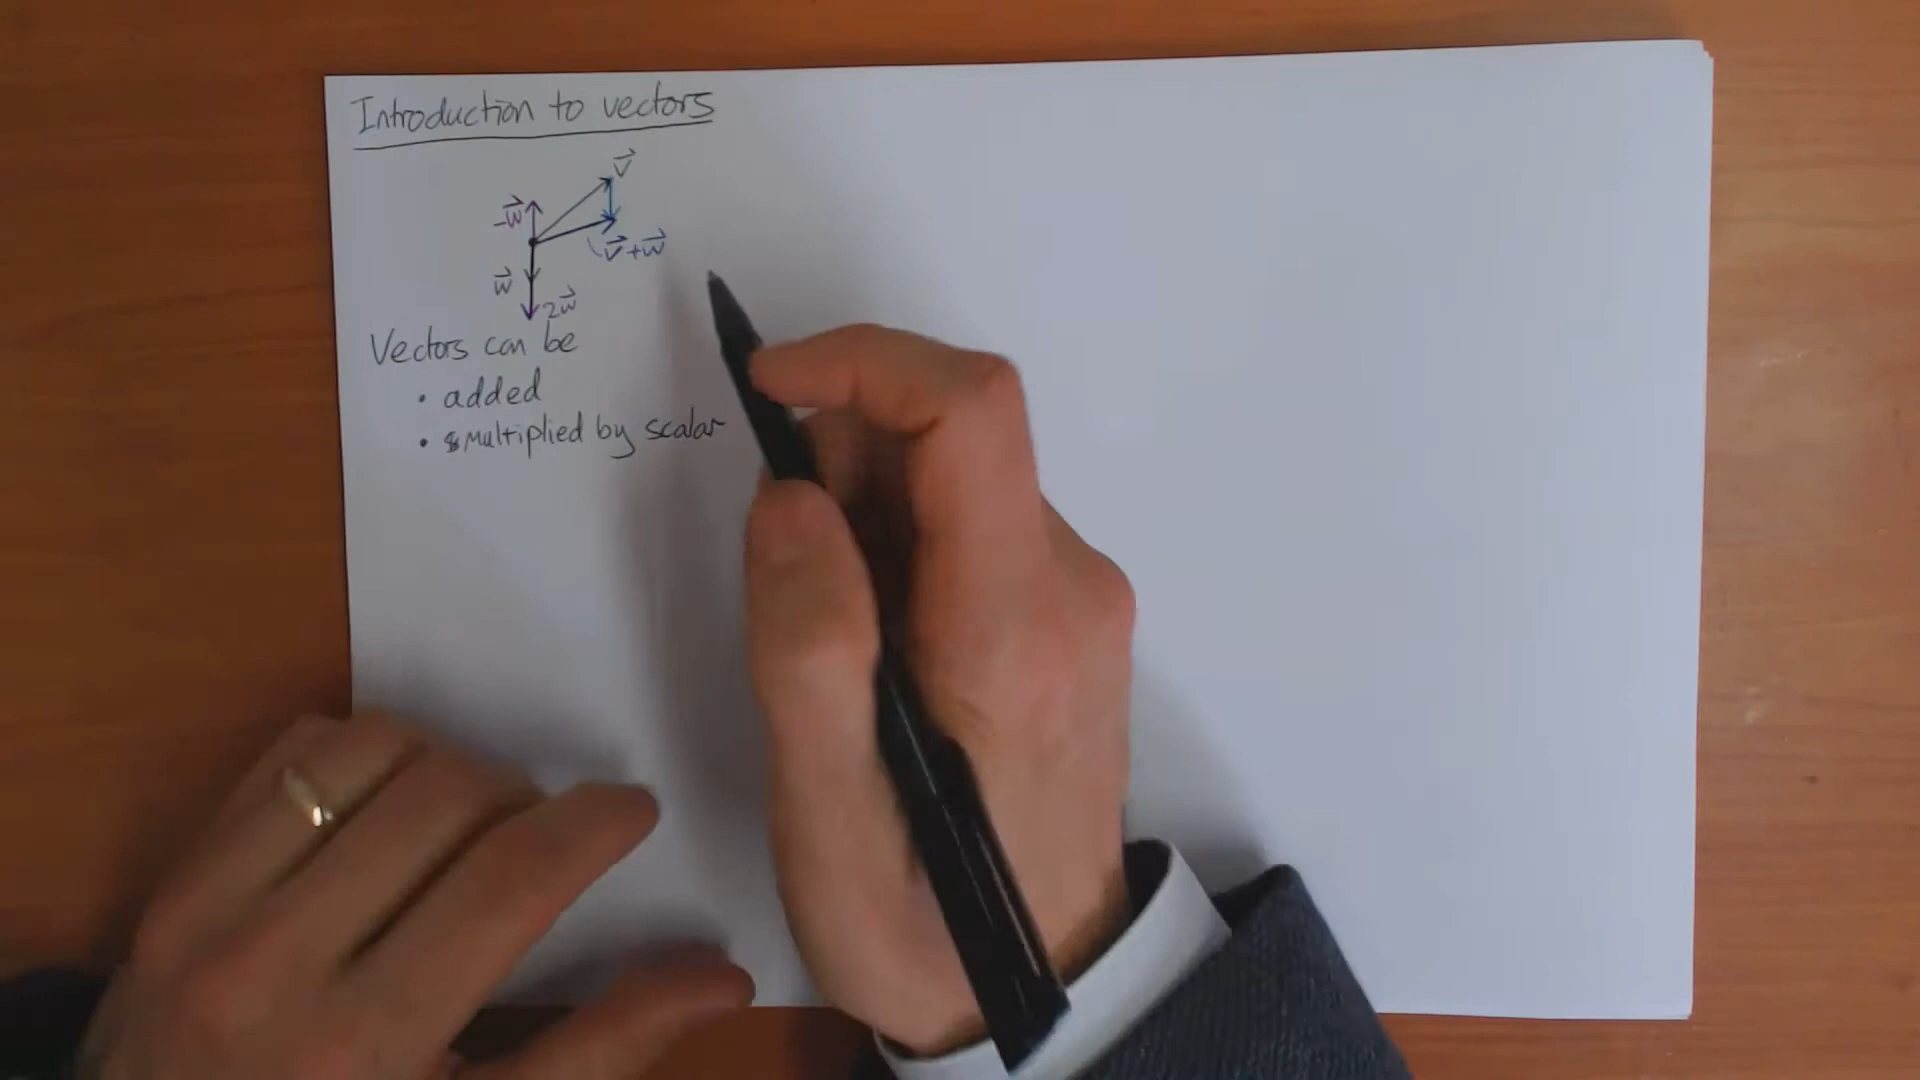 Introduction to vectors
v⃗
-w⃗
v⃗+w⃗
w⃗
2w⃗
Vectors can be
• added
• multiplied by scalar